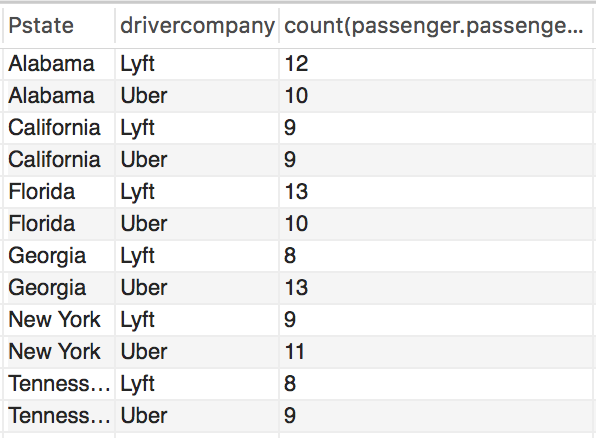 Pstate drivercompany count(passenger.passenge...
Alabama Lyft 12
Alabama Uber 10
California Lyft 9
California Uber 9
Florida Lyft 13
Florida Uber 10
Georgia Lyft 8
Georgia Uber 13
New York Lyft 9
New York Uber 11
Tenness... Lyft 8
Tenness... Uber 9